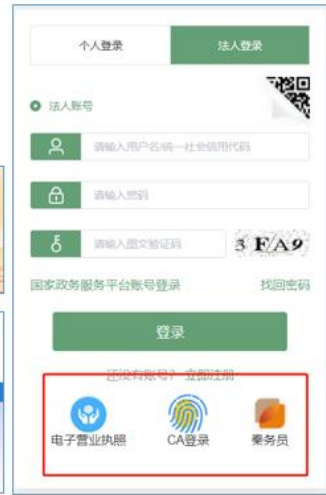 个人登录
法人登录
法人账号
请输入用户名/统一社会信用代码
请输入密码
请输入图文验证码
3 FA9
国家政务服务平台账号登录
找回密码
登录
还没有账号? 立即注册
电子营业执照
CA登录
秦务员